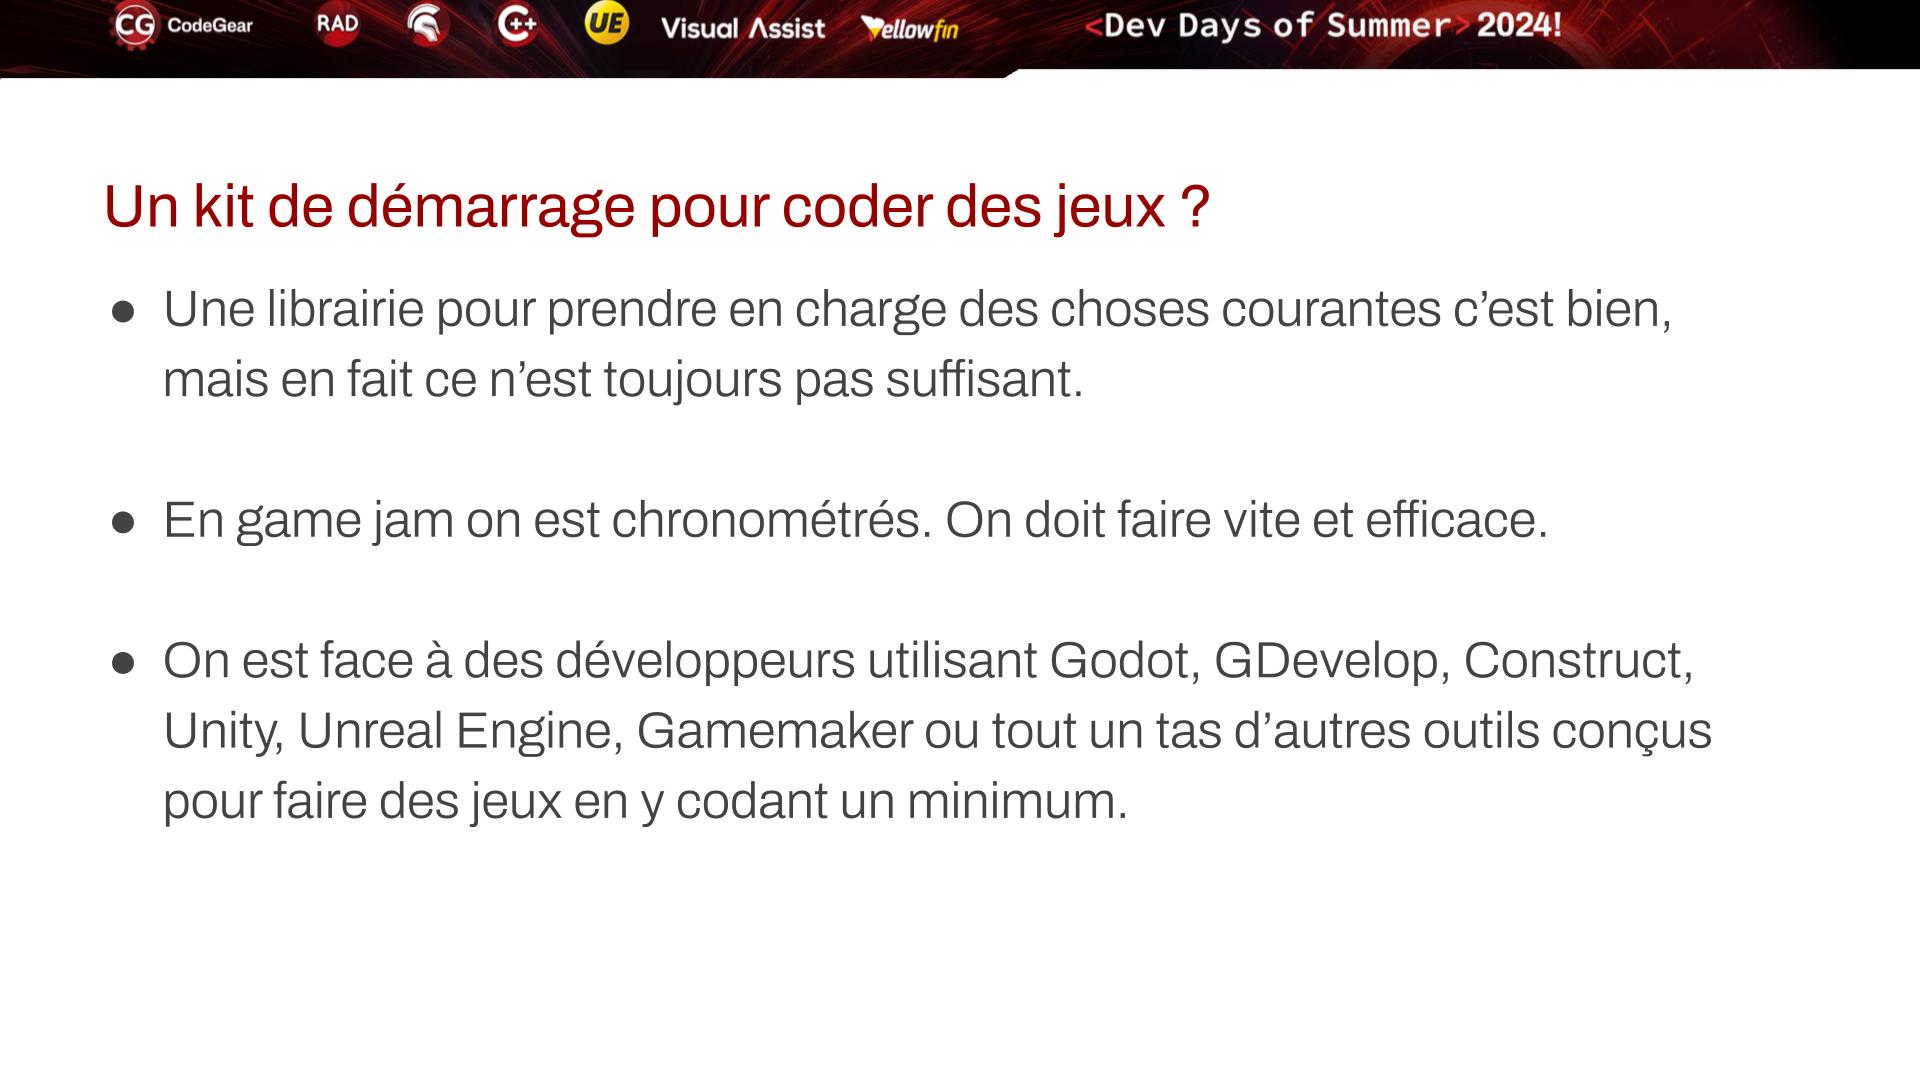 CG CodeGear RAD C++ UE Visual Assist Yellowfin <Dev Days of Summer> 2024!
Un kit de démarrage pour coder des jeux ?
● Une librairie pour prendre en charge des choses courantes c’est bien,
mais en fait ce n’est toujours pas suffisant.
● En game jam on est chronométrés. On doit faire vite et efficace.
● On est face à des développeurs utilisant Godot, GDevelop, Construct,
Unity, Unreal Engine, Gamemaker ou tout un tas d’autres outils conçus
pour faire des jeux en y codant un minimum.